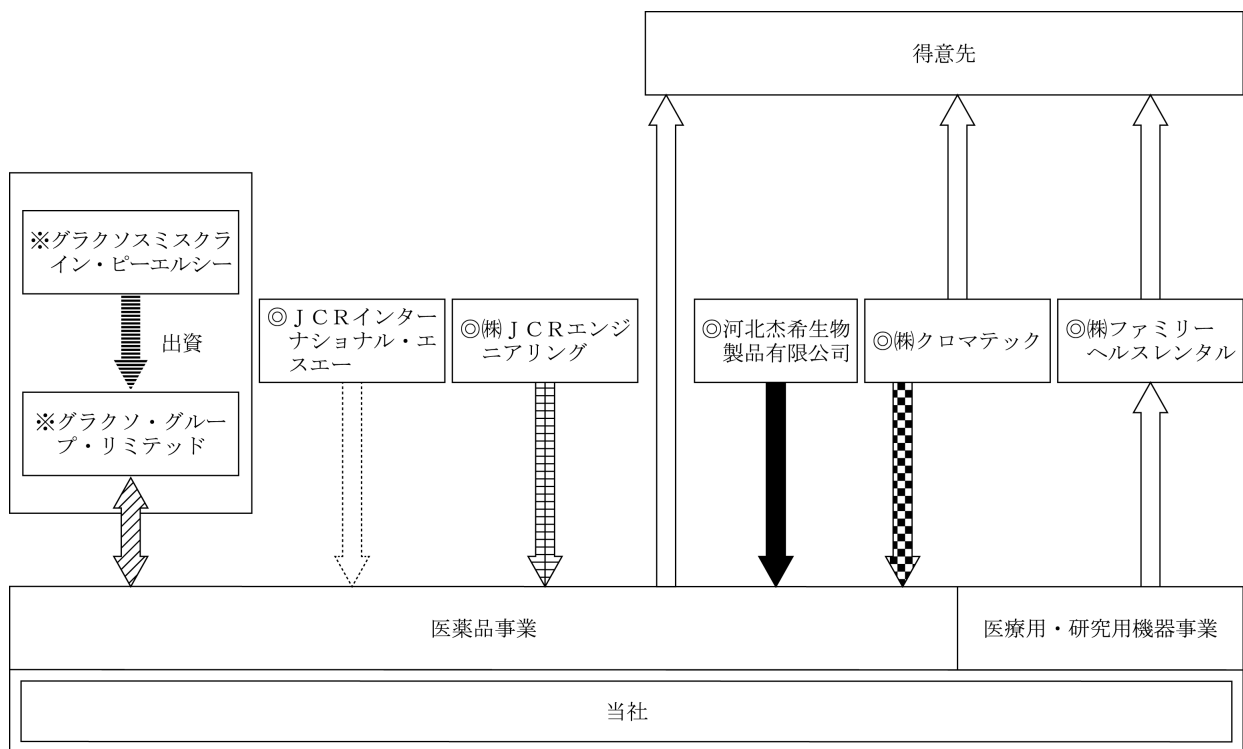 得意先
※グラクソスミスクラ
イン・ピーエルシー
出資
※グラクソ・グルー
プ・リミテッド
◎ＪＣＲインター
ナショナル・エ
スエー
◎㈱ＪＣＲエンジ
ニアリング
◎河北杰希生物
製品有限公司
◎㈱クロマテック
◎㈱ファミリー
ヘルスレンタル
医薬品事業
医療用・研究用機器事業
当社